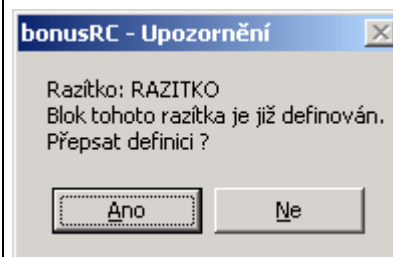 bonusRC - Upozornění
Razítko: RAZITKO
Blok tohoto razítka je již definován.
Přepsat definici ?
Ano
Ne